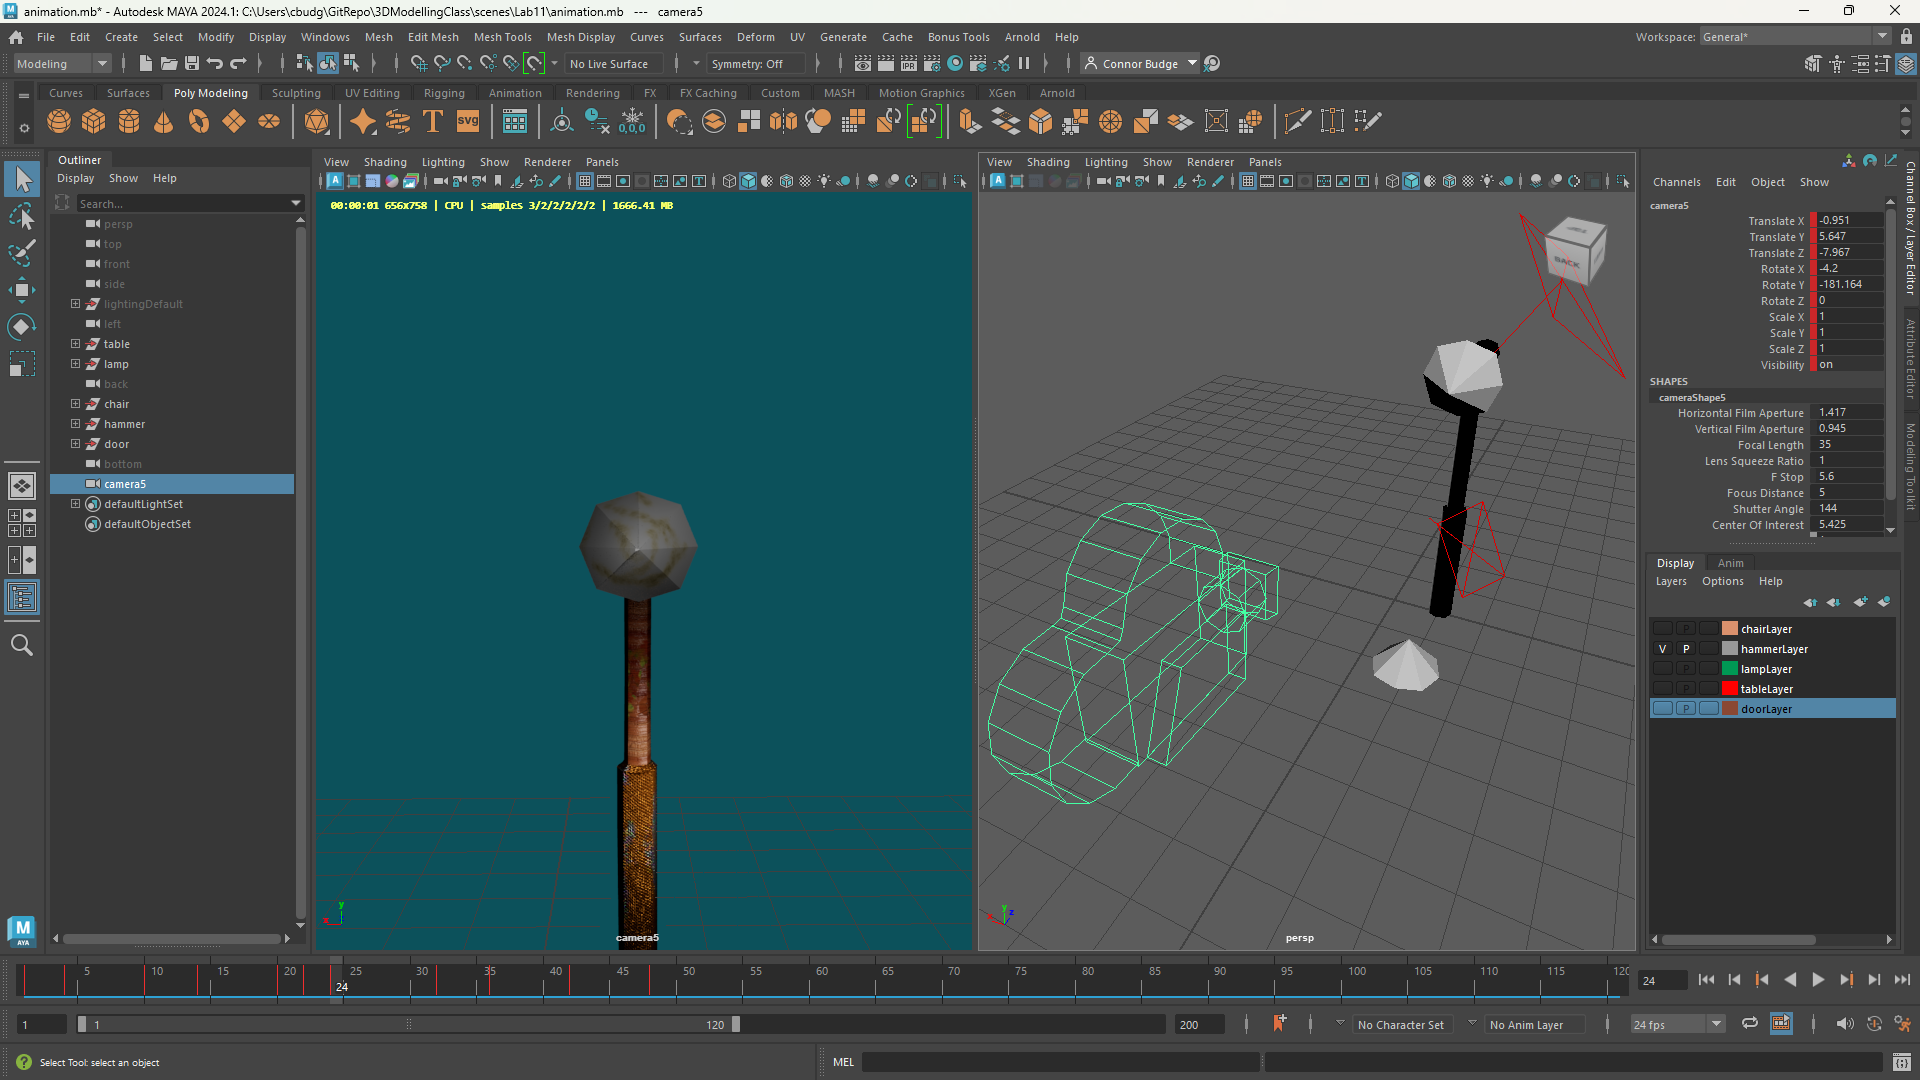 animation.mb* - Autodesk MAYA 2024.1: C:\Users\cbudg\GitRepo\3DModellingClass\scenes\Lab11\animation.mb   ---   camera5
File Edit Create Select Modify Display Windows Mesh Edit Mesh Mesh Tools Mesh Display Curves Surfaces Deform UV Generate Cache Bonus Tools Arnold Help
Workspace: General*
Modeling
No Live Surface
Symmetry: Off
Connor Budge
Curves Surfaces Poly Modeling Sculpting UV Editing Rigging Animation Rendering FX FX Caching Custom MASH Motion Graphics XGen Arnold
Outliner
Display Show Help
Search...
persp
top
front
side
lightingDefault
left
table
lamp
back
chair
hammer
door
bottom
camera5
defaultLightSet
defaultObjectSet
View Shading Lighting Show Renderer Panels
00:00:01 656x758 | CPU | samples 3/2/2/2/2/2 | 1666.41 MB
camera5
View Shading Lighting Show Renderer Panels
BACK
persp
Channels Edit Object Show
camera5
Translate X -0.951
Translate Y 5.647
Translate Z -7.967
Rotate X -4.2
Rotate Y -181.164
Rotate Z 0
Scale X 1
Scale Y 1
Scale Z 1
Visibility on
SHAPES
cameraShape5
Horizontal Film Aperture 1.417
Vertical Film Aperture 0.945
Focal Length 35
Lens Squeeze Ratio 1
F Stop 5.6
Focus Distance 5
Shutter Angle 144
Center Of Interest 5.425
Display Anim
Layers Options Help
P chairLayer
V P hammerLayer
P lampLayer
P tableLayer
P doorLayer
Channel Box / Layer Editor
Attribute Editor
Modeling Toolkit
5 10 15 20 25 30 35 40 45 50 55 60 65 70 75 80 85 90 95 100 105 110 115 120
24
24
1
1
120
200
No Character Set
No Anim Layer
24 fps
Select Tool: select an object
MEL